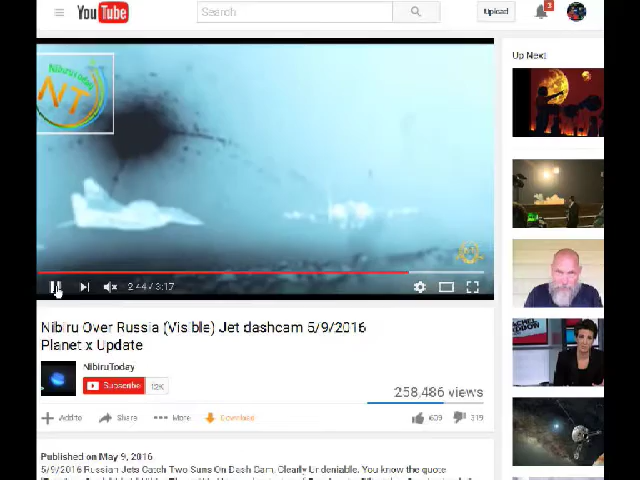 YouTube
Search
Upload
3
Up Next
NibiruToday
NT
2:44 / 3:17
Nibiru Over Russia (Visible) Jet dashcam 5/9/2016
Planet x Update
NibiruToday
Subscribe 12K
258,486 views
Add to Share More Download 609 319
Published on May 9, 2016
5/9/2016 Russian Jets Catch Two Suns On Dash Cam, Clearly Undeniable. You know the quote